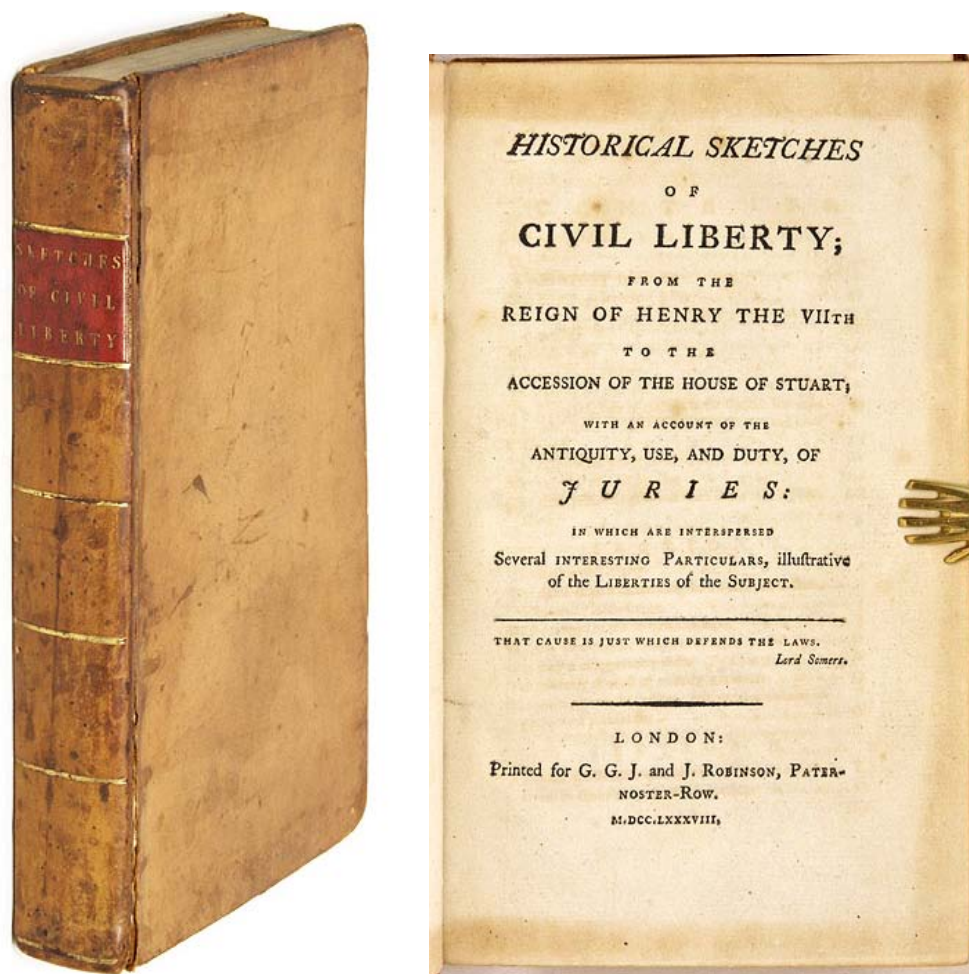 SKETCHES
OF CIVIL
LIBERTY
HISTORICAL SKETCHES
OF
CIVIL LIBERTY;
FROM THE
REIGN OF HENRY THE VIITH
TO THE
ACCESSION OF THE HOUSE OF STUART;
WITH AN ACCOUNT OF THE
ANTIQUITY, USE, AND DUTY, OF
JURIES:
IN WHICH ARE INTERSPERSED
Several INTERESTING PARTICULARS, illuſtrative
of the LIBERTIES of the SUBJECT.
THAT CAUSE IS JUST WHICH DEFENDS THE LAWS.
Lord Somers.
LONDON:
Printed for G. G. J. and J. ROBINSON, PATER-
NOSTER-ROW.
M.DCC.LXXXVIII,